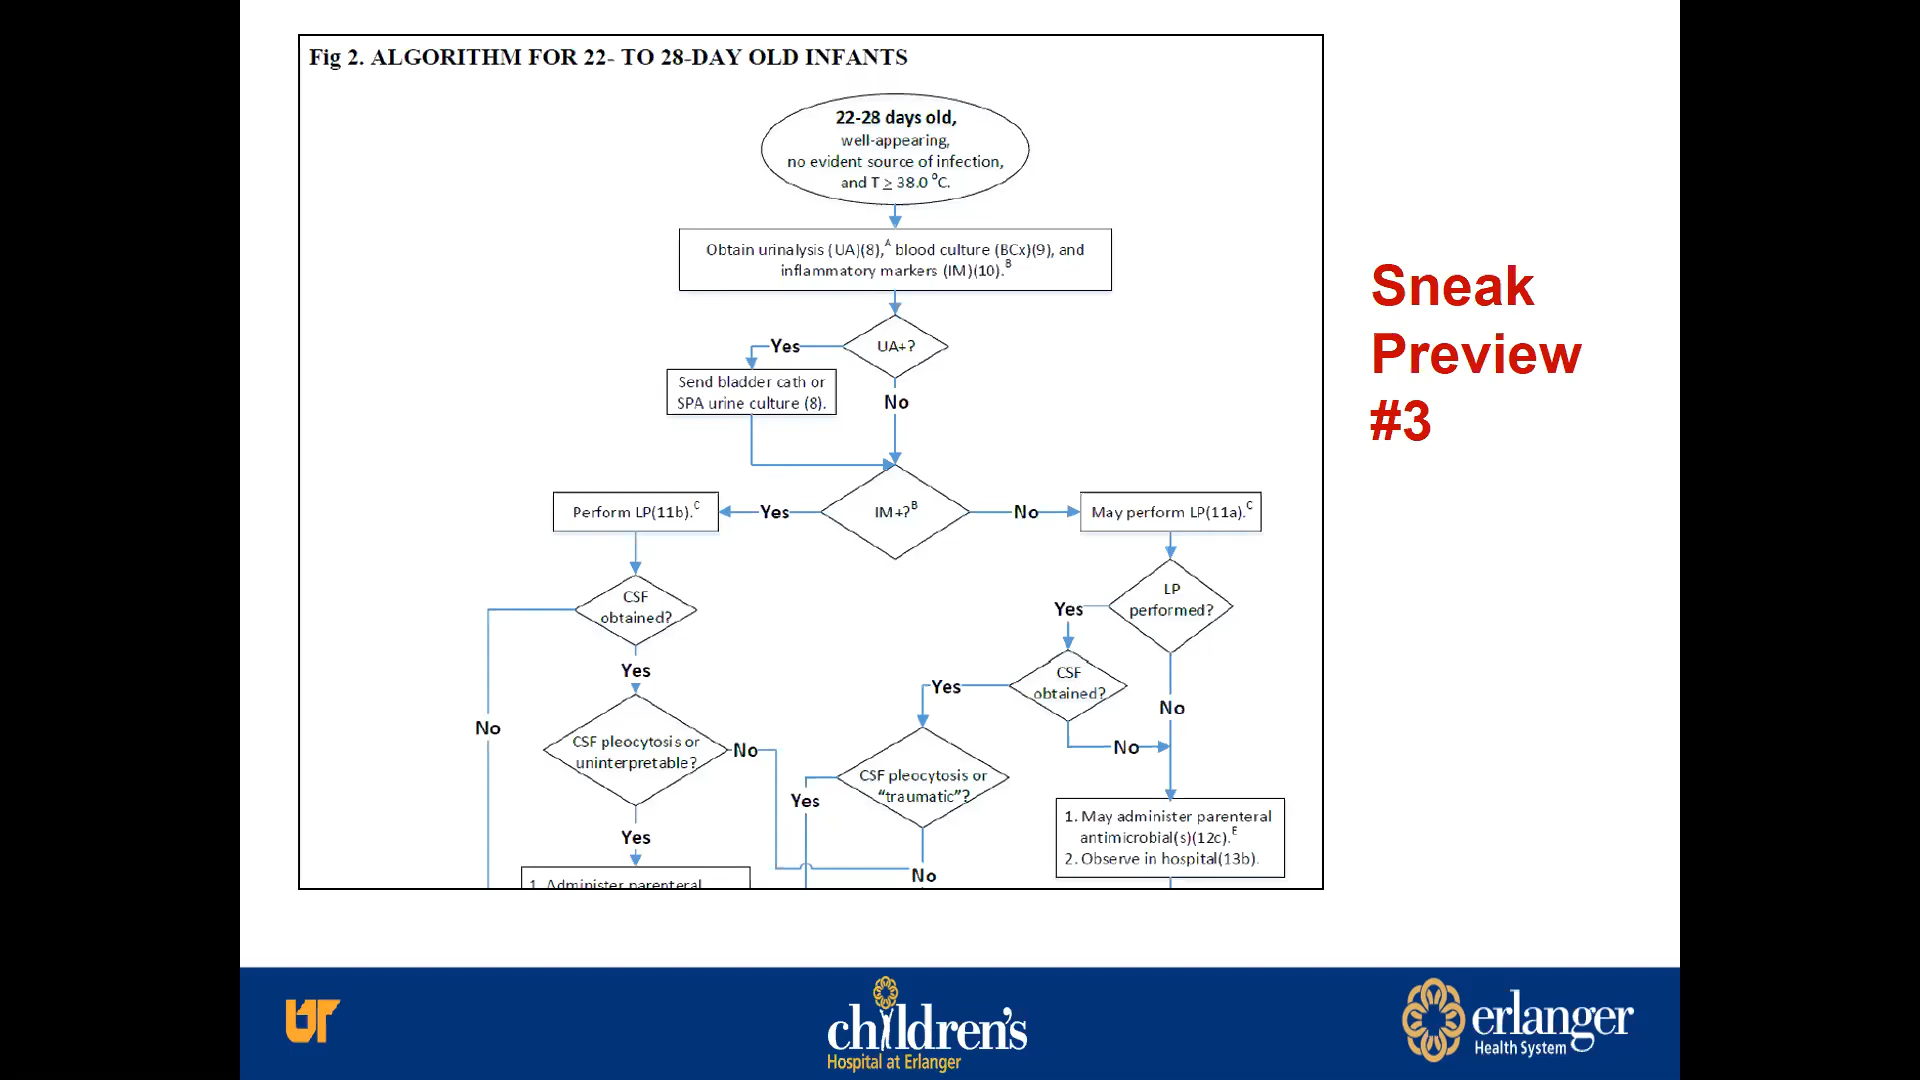 Fig 2. ALGORITHM FOR 22- TO 28-DAY OLD INFANTS
22-28 days old,
well-appearing,
no evident source of infection,
and T ≥ 38.0 °C.
Obtain urinalysis (UA)(8),ᴬ blood culture (BCx)(9), and
inflammatory markers (IM)(10).ᴮ
UA+?
Yes
No
Send bladder cath or
SPA urine culture (8).
IM+?ᴮ
Yes
No
Perform LP(11b).ᶜ
May perform LP(11a).ᶜ
CSF
obtained?
LP
performed?
Yes
Yes
No
CSF
obtained?
Yes
No
No
No
CSF pleocytosis or
uninterpretable?
No
Yes
CSF pleocytosis or
“traumatic”?
Yes
No
1. May administer parenteral
antimicrobial(s)(12c).ᴱ
2. Observe in hospital(13b).
1. Administer parenteral
Sneak
Preview
#3
UT
children's
Hospital at Erlanger
erlanger
Health System